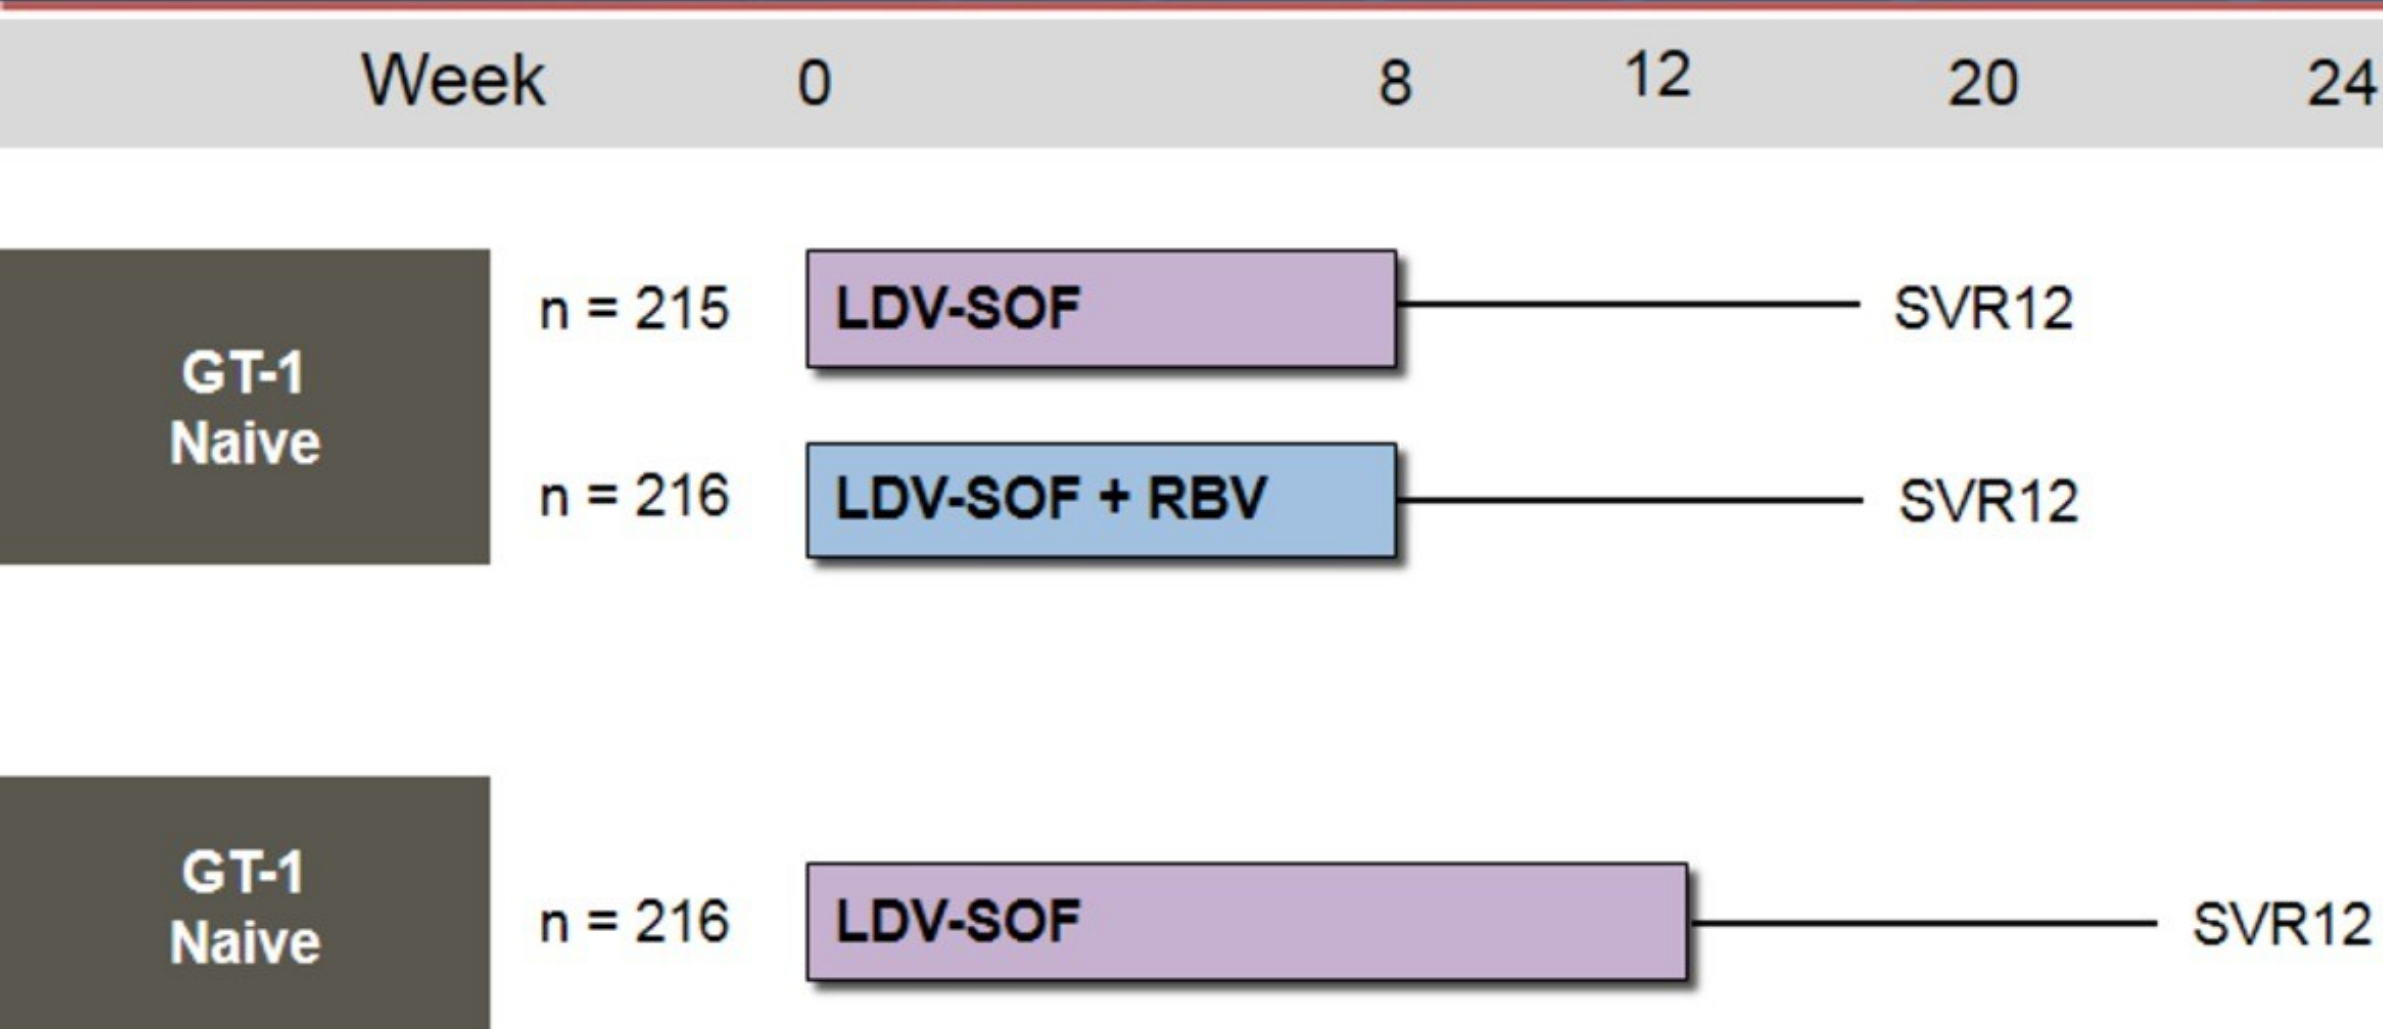 Week 0 8 12 20 24
GT-1
Naive
n = 215 LDV-SOF SVR12
n = 216 LDV-SOF + RBV SVR12
GT-1
Naive
n = 216 LDV-SOF SVR12